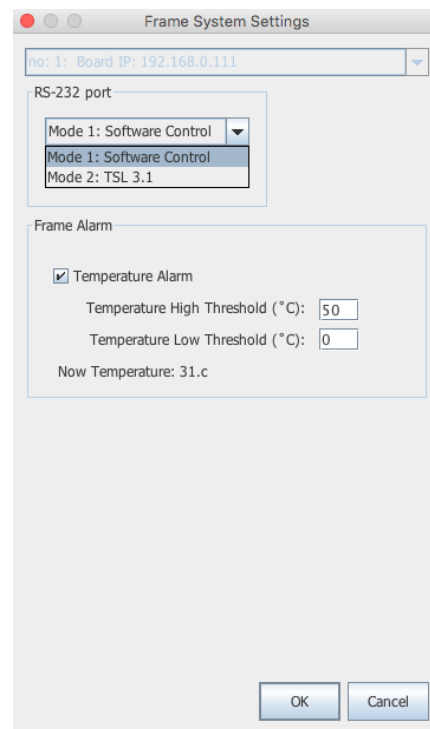 Frame System Settings
no: 1: Board IP: 192.168.0.111
RS-232 port
Mode 1: Software Control
Mode 1: Software Control
Mode 2: TSL 3.1
Frame Alarm
Temperature Alarm
Temperature High Threshold (˚C): 50
Temperature Low Threshold (˚C): 0
Now Temperature: 31.c
OK Cancel